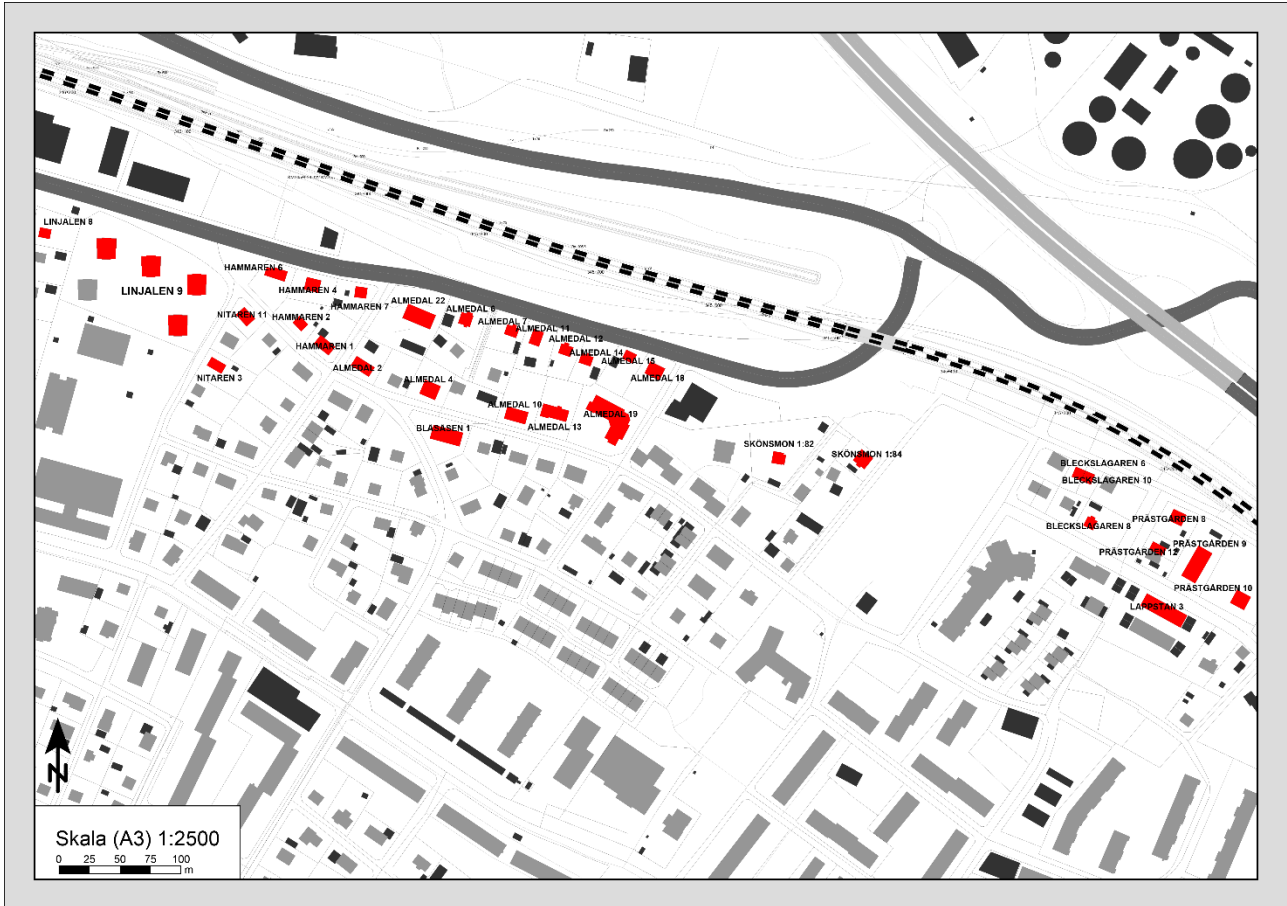 LINJALEN 8
HAMMAREN 6
LINJALEN 9
HAMMAREN 4
HAMMAREN 7
ALMEDAL 22
ALMEDAL 6
NITAREN 11
HAMMAREN 2
ALMEDAL 7
ALMEDAL 11
ALMEDAL 12
HAMMAREN 1
ALMEDAL 14
ALMEDAL 15
NITAREN 3
ALMEDAL 2
ALMEDAL 18
ALMEDAL 4
ALMEDAL 10
ALMEDAL 19
BLÅSÅSEN 1
ALMEDAL 13
SKÖNSMON 1:82
SKÖNSMON 1:84
BLECKSLAGAREN 6
BLECKSLAGAREN 10
PRÄSTGÅRDEN 8
BLECKSLAGAREN 8
PRÄSTGÅRDEN 9
PRÄSTGÅRDEN 12
PRÄSTGÅRDEN 10
LAPPSTAN 3
N
Skala (A3) 1:2500
0 25 50 75 100
m